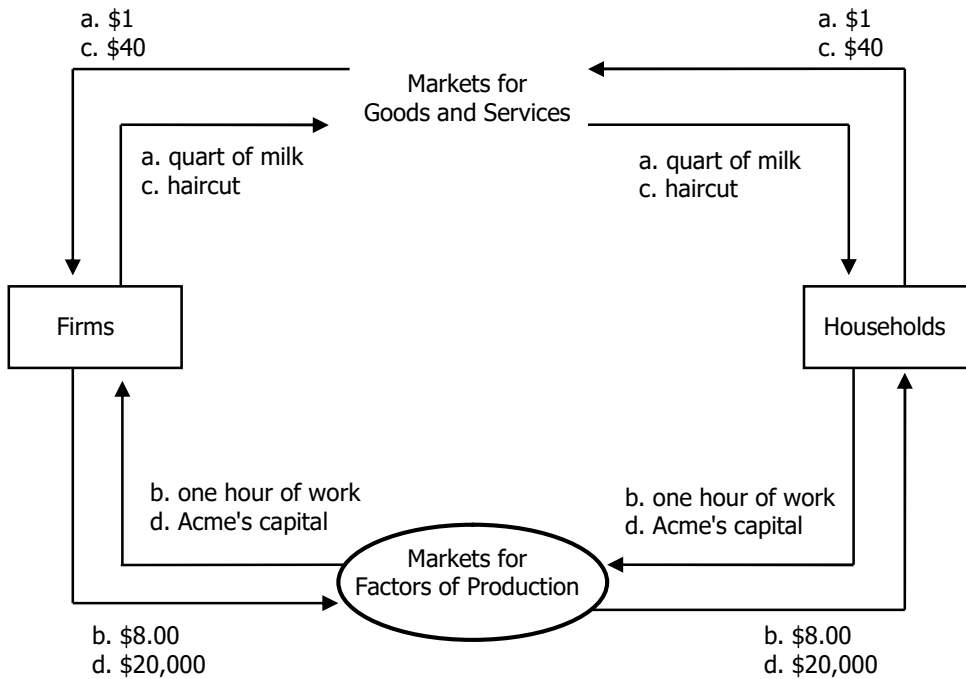 a. $1
c. $40
a. $1
c. $40
Markets for
Goods and Services
a. quart of milk
c. haircut
a. quart of milk
c. haircut
Firms
Households
b. one hour of work
d. Acme's capital
b. one hour of work
d. Acme's capital
Markets for
Factors of Production
b. $8.00
d. $20,000
b. $8.00
d. $20,000